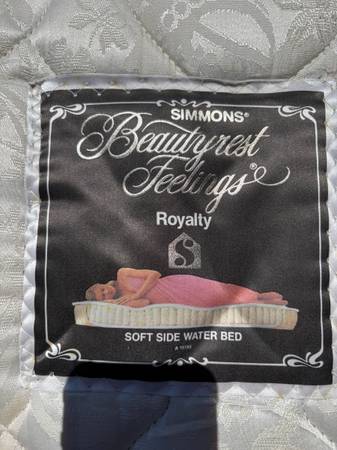 SIMMONS®
Beautyrest
Feelings®
Royalty
S
SOFT SIDE WATER BED